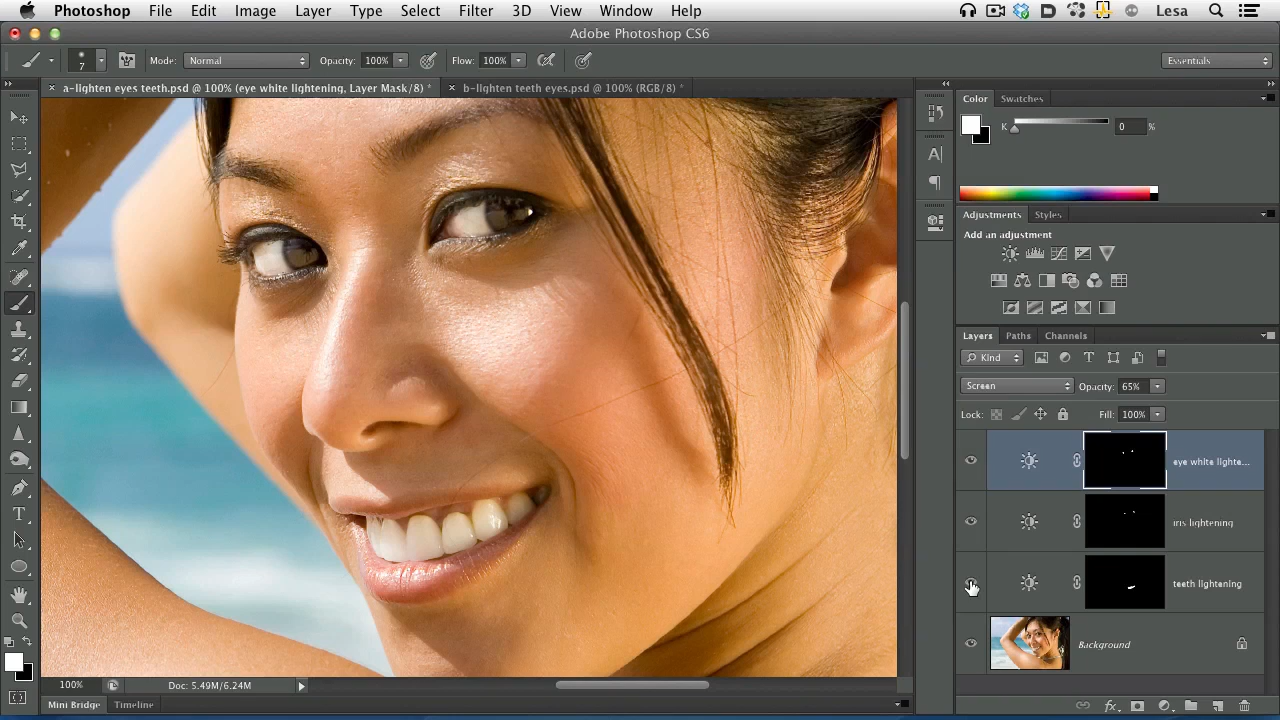 Photoshop File Edit Image Layer Type Select Filter 3D View Window Help Lesa
Adobe Photoshop CS6
7 Mode: Normal Opacity: 100% Flow: 100% Essentials
a-lighten eyes teeth.psd @ 100% (eye white lightening, Layer Mask/8) *
b-lighten teeth eyes.psd @ 100% (RGB/8) *
Color Swatches
K 0 %
Adjustments Styles
Add an adjustment
Layers Paths Channels
Kind
Screen Opacity: 65%
Lock: Fill: 100%
eye white lighte...
iris lightening
teeth lightening
Background
100% Doc: 5.49M/6.24M
Mini Bridge Timeline